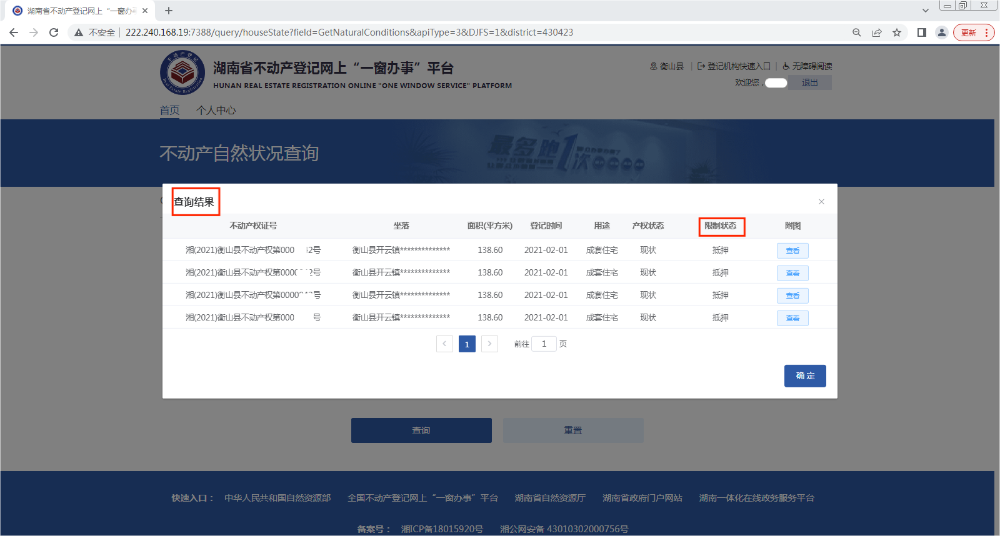 湖南省不动产登记网上“一窗办事
不安全 222.240.168.19:7388/query/houseState?field=GetNaturalConditions&apiType=3&DJFS=1&district=430423 更新
不动产登记
Real Estate Registration
湖南省不动产登记网上“一窗办事”平台
HUNAN REAL ESTATE REGISTRATION ONLINE "ONE WINDOW SERVICE" PLATFORM
衡山县 登记机构快速入口 无障碍阅读
欢迎您， 退出
首页 个人中心
不动产自然状况查询
最多跑1次
查询结果
不动产权证号 坐落 面积(平方米) 登记时间 用途 产权状态 限制状态 附图
湘(2021)衡山县不动产权第000 2号 衡山县开云镇************** 138.60 2021-02-01 成套住宅 现状 抵押 查看
湘(2021)衡山县不动产权第0000 2号 衡山县开云镇************** 138.60 2021-02-01 成套住宅 现状 抵押 查看
湘(2021)衡山县不动产权第0000 号 衡山县开云镇************** 138.60 2021-02-01 成套住宅 现状 抵押 查看
湘(2021)衡山县不动产权第000 号 衡山县开云镇************** 138.60 2021-02-01 成套住宅 现状 抵押 查看
1 前往 1 页
确定
查询 重置
快速入口： 中华人民共和国自然资源部 全国不动产登记网上“一窗办事”平台 湖南省自然资源厅 湖南省政府门户网站 湖南一体化在线政务服务平台
备案号： 湘ICP备18015920号 湘公网安备 43010302000756号